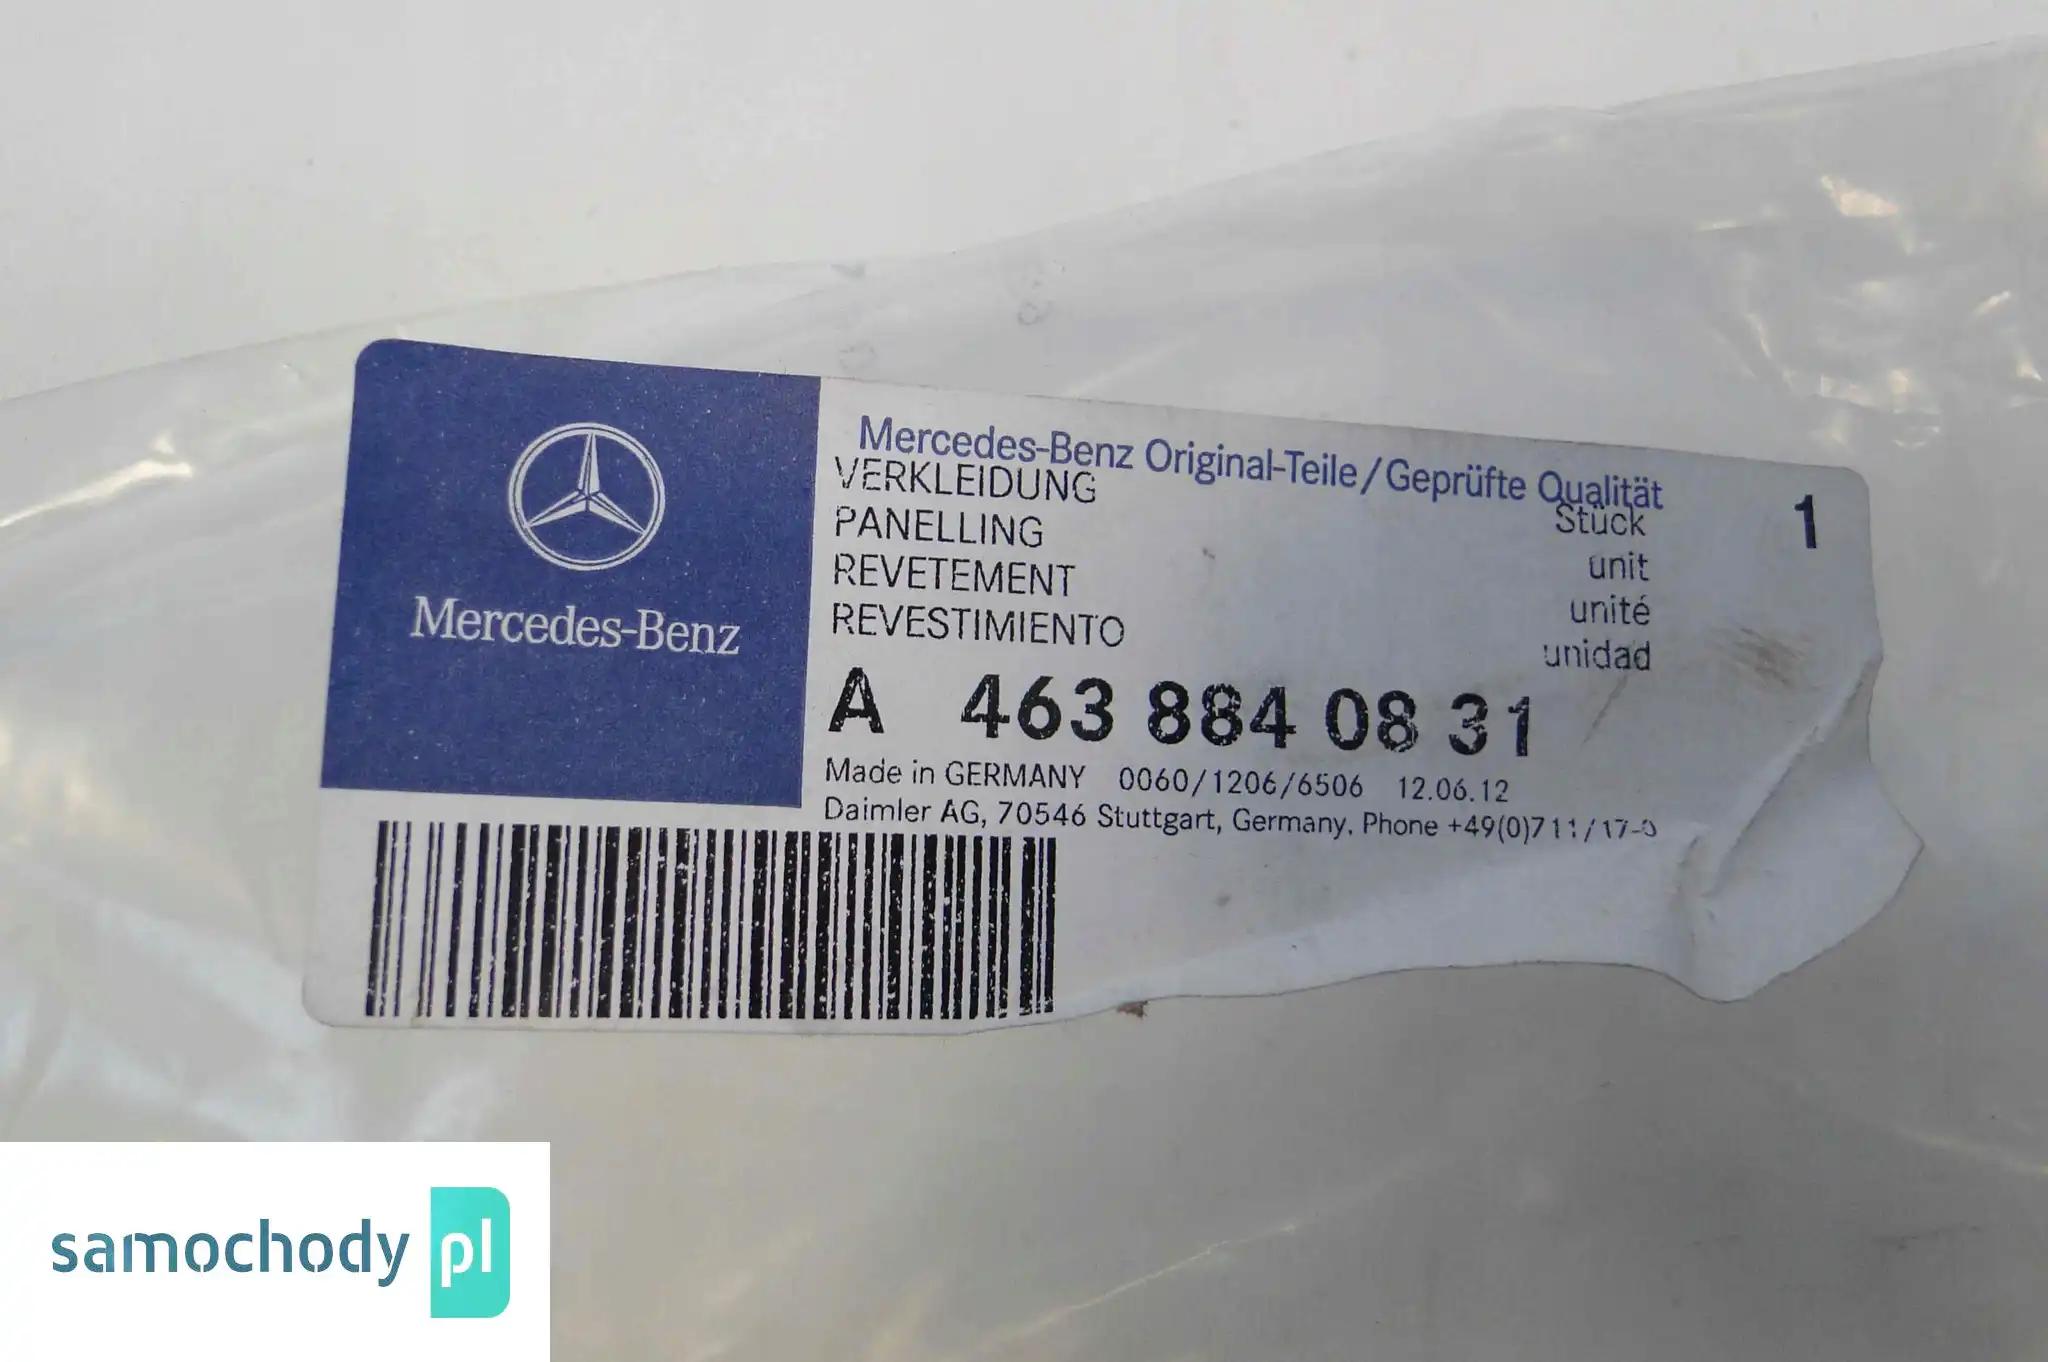 Mercedes-Benz
Mercedes-Benz Original-Teile/Geprüfte Qualität
VERKLEIDUNG Stück 1
PANELLING unit
REVETEMENT unité
REVESTIMIENTO unidad
A 463 884 08 31
Made in GERMANY 0060/1206/6506 12.06.12
Daimler AG, 70546 Stuttgart, Germany. Phone +49(0)711/17-0
samochody pl